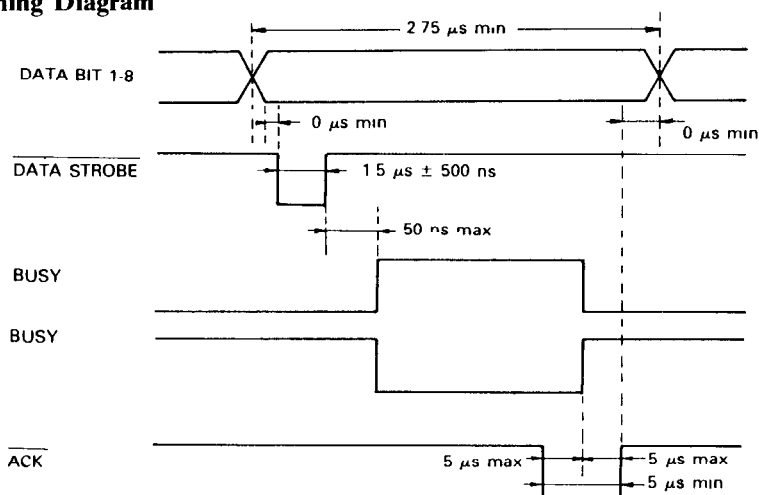 ning Diagram
2 75 μs min
DATA BIT 1-8
0 μs min
0 μs min
DATA STROBE
1 5 μs ± 500 ns
50 ns max
BUSY
BUSY
ACK
5 μs max
5 μs max
5 μs min